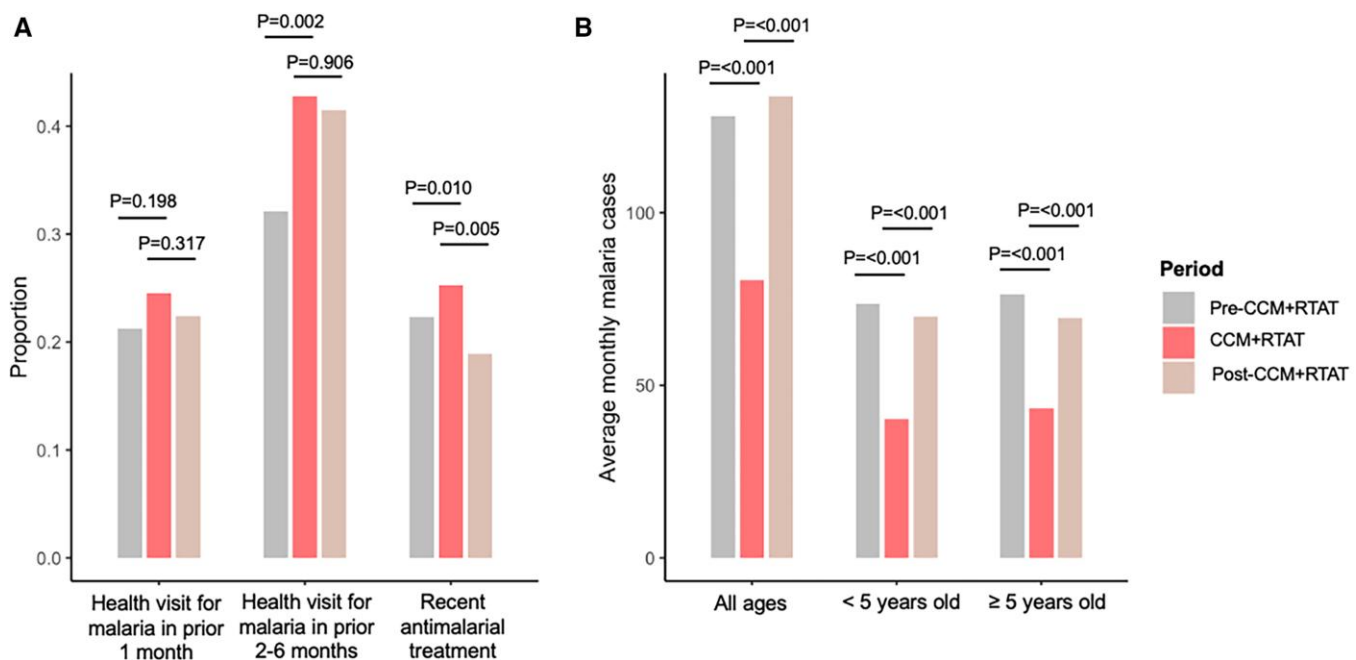 A
P=0.002
P=0.906
P=0.198
P=0.317
P=0.010
P=0.005
Proportion
0.4
0.3
0.2
0.1
0.0
Health visit for
malaria in prior
1 month
Health visit for
malaria in prior
2-6 months
Recent
antimalarial
treatment
B
P=<0.001
P=<0.001
P=<0.001
P=<0.001
P=<0.001
P=<0.001
Average monthly malaria cases
100
50
0
All ages
< 5 years old
≥ 5 years old
Period
Pre-CCM+RTAT
CCM+RTAT
Post-CCM+RTAT